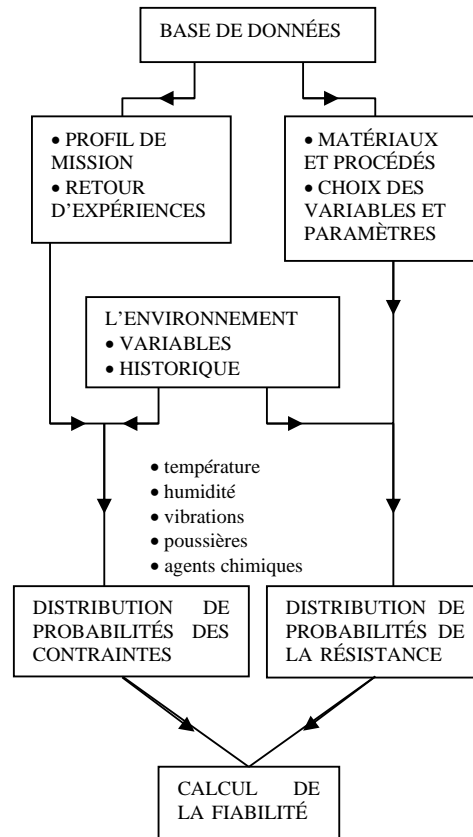 BASE DE DONNÉES
• PROFIL DE
MISSION
• RETOUR
D’EXPÉRIENCES
• MATÉRIAUX
ET PROCÉDÉS
• CHOIX DES
VARIABLES ET
PARAMÈTRES
L’ENVIRONNEMENT
• VARIABLES
• HISTORIQUE
• température
• humidité
• vibrations
• poussières
• agents chimiques
DISTRIBUTION DE
PROBABILITÉS DES
CONTRAINTES
DISTRIBUTION DE
PROBABILITÉS DE
LA RÉSISTANCE
CALCUL DE
LA FIABILITÉ